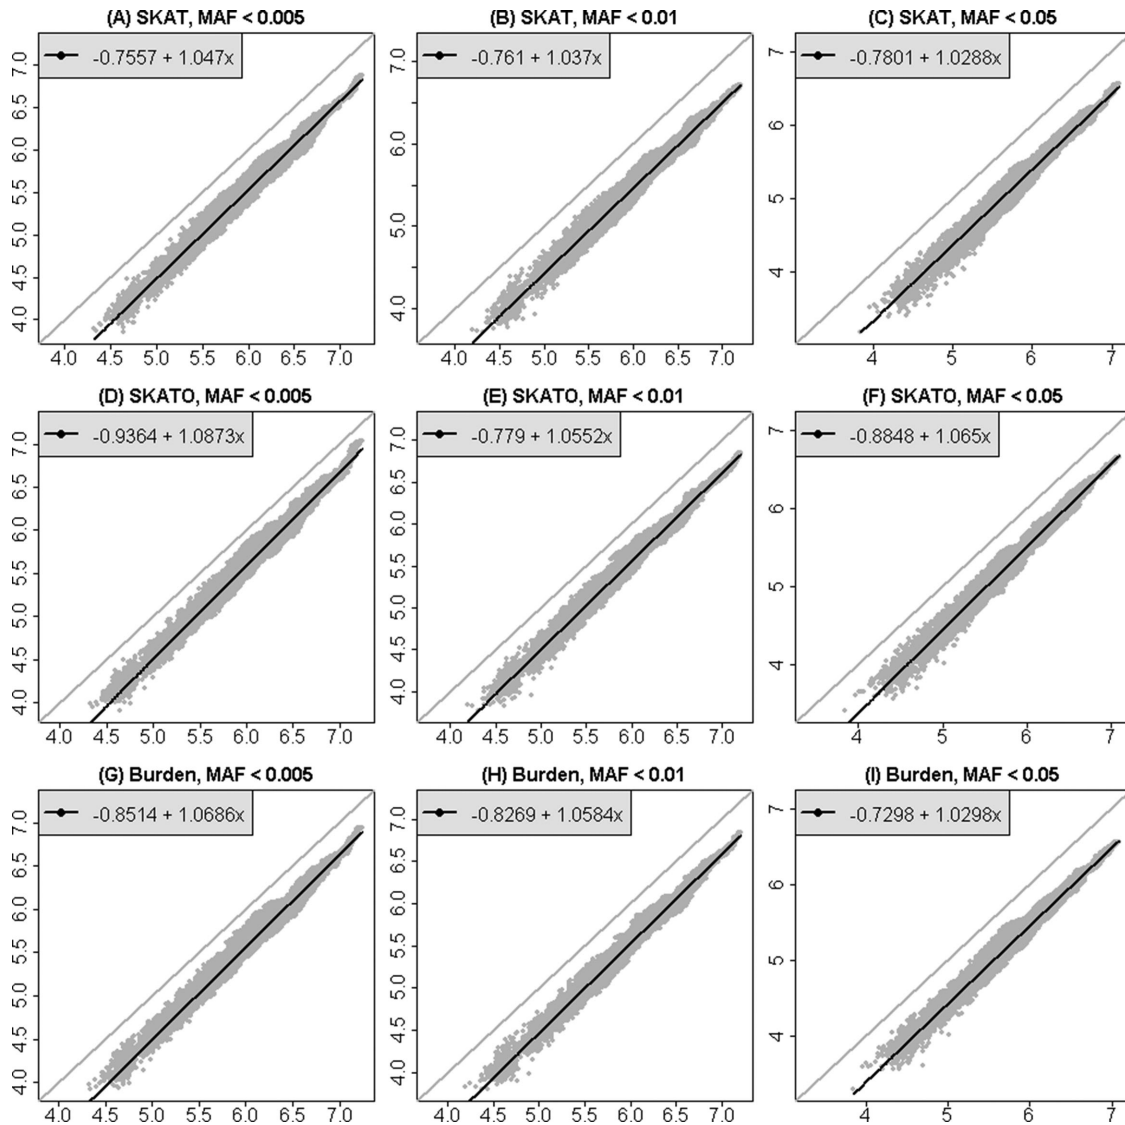 (A) SKAT, MAF < 0.005
-0.7557 + 1.047x
7.0
6.5
6.0
5.5
5.0
4.5
4.0
4.0 4.5 5.0 5.5 6.0 6.5 7.0
(B) SKAT, MAF < 0.01
-0.761 + 1.037x
7.0
6.0
5.0
4.0
4.0 4.5 5.0 5.5 6.0 6.5 7.0
(C) SKAT, MAF < 0.05
-0.7801 + 1.0288x
7
6
5
4
4 5 6 7
(D) SKATO, MAF < 0.005
-0.9364 + 1.0873x
7.0
6.5
6.0
5.5
5.0
4.5
4.0
4.0 4.5 5.0 5.5 6.0 6.5 7.0
(E) SKATO, MAF < 0.01
-0.779 + 1.0552x
7.0
6.5
6.0
5.5
5.0
4.5
4.0
4.0 4.5 5.0 5.5 6.0 6.5 7.0
(F) SKATO, MAF < 0.05
-0.8848 + 1.065x
7
6
5
4
4 5 6 7
(G) Burden, MAF < 0.005
-0.8514 + 1.0686x
7.0
6.5
6.0
5.5
5.0
4.5
4.0
4.0 4.5 5.0 5.5 6.0 6.5 7.0
(H) Burden, MAF < 0.01
-0.8269 + 1.0584x
7.0
6.5
6.0
5.5
5.0
4.5
4.0
4.0 4.5 5.0 5.5 6.0 6.5 7.0
(I) Burden, MAF < 0.05
-0.7298 + 1.0298x
7
6
5
4
4 5 6 7